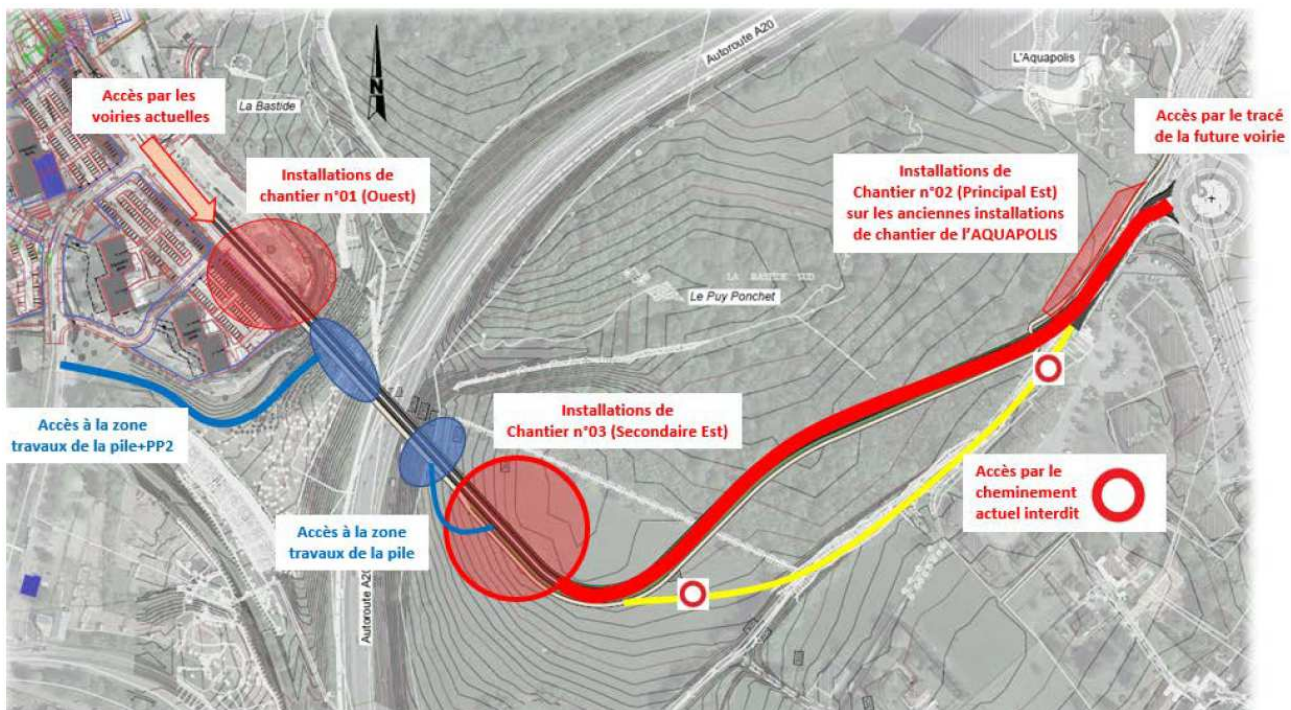 Accès par les
voiries actuelles
La Bastide
N
Autoroute A20
L'Aquapolis
Accès par le tracé
de la future voirie
Installations de
chantier n°01 (Ouest)
Installations de
Chantier n°02 (Principal Est)
sur les anciennes installations
de chantier de l'AQUAPOLIS
LA BASTIDE SUD
Le Puy Ponchet
Accès à la zone
travaux de la pile+PP2
Installations de
Chantier n°03 (Secondaire Est)
Accès par le
cheminement
actuel interdit
Accès à la zone
travaux de la pile
Autoroute A20